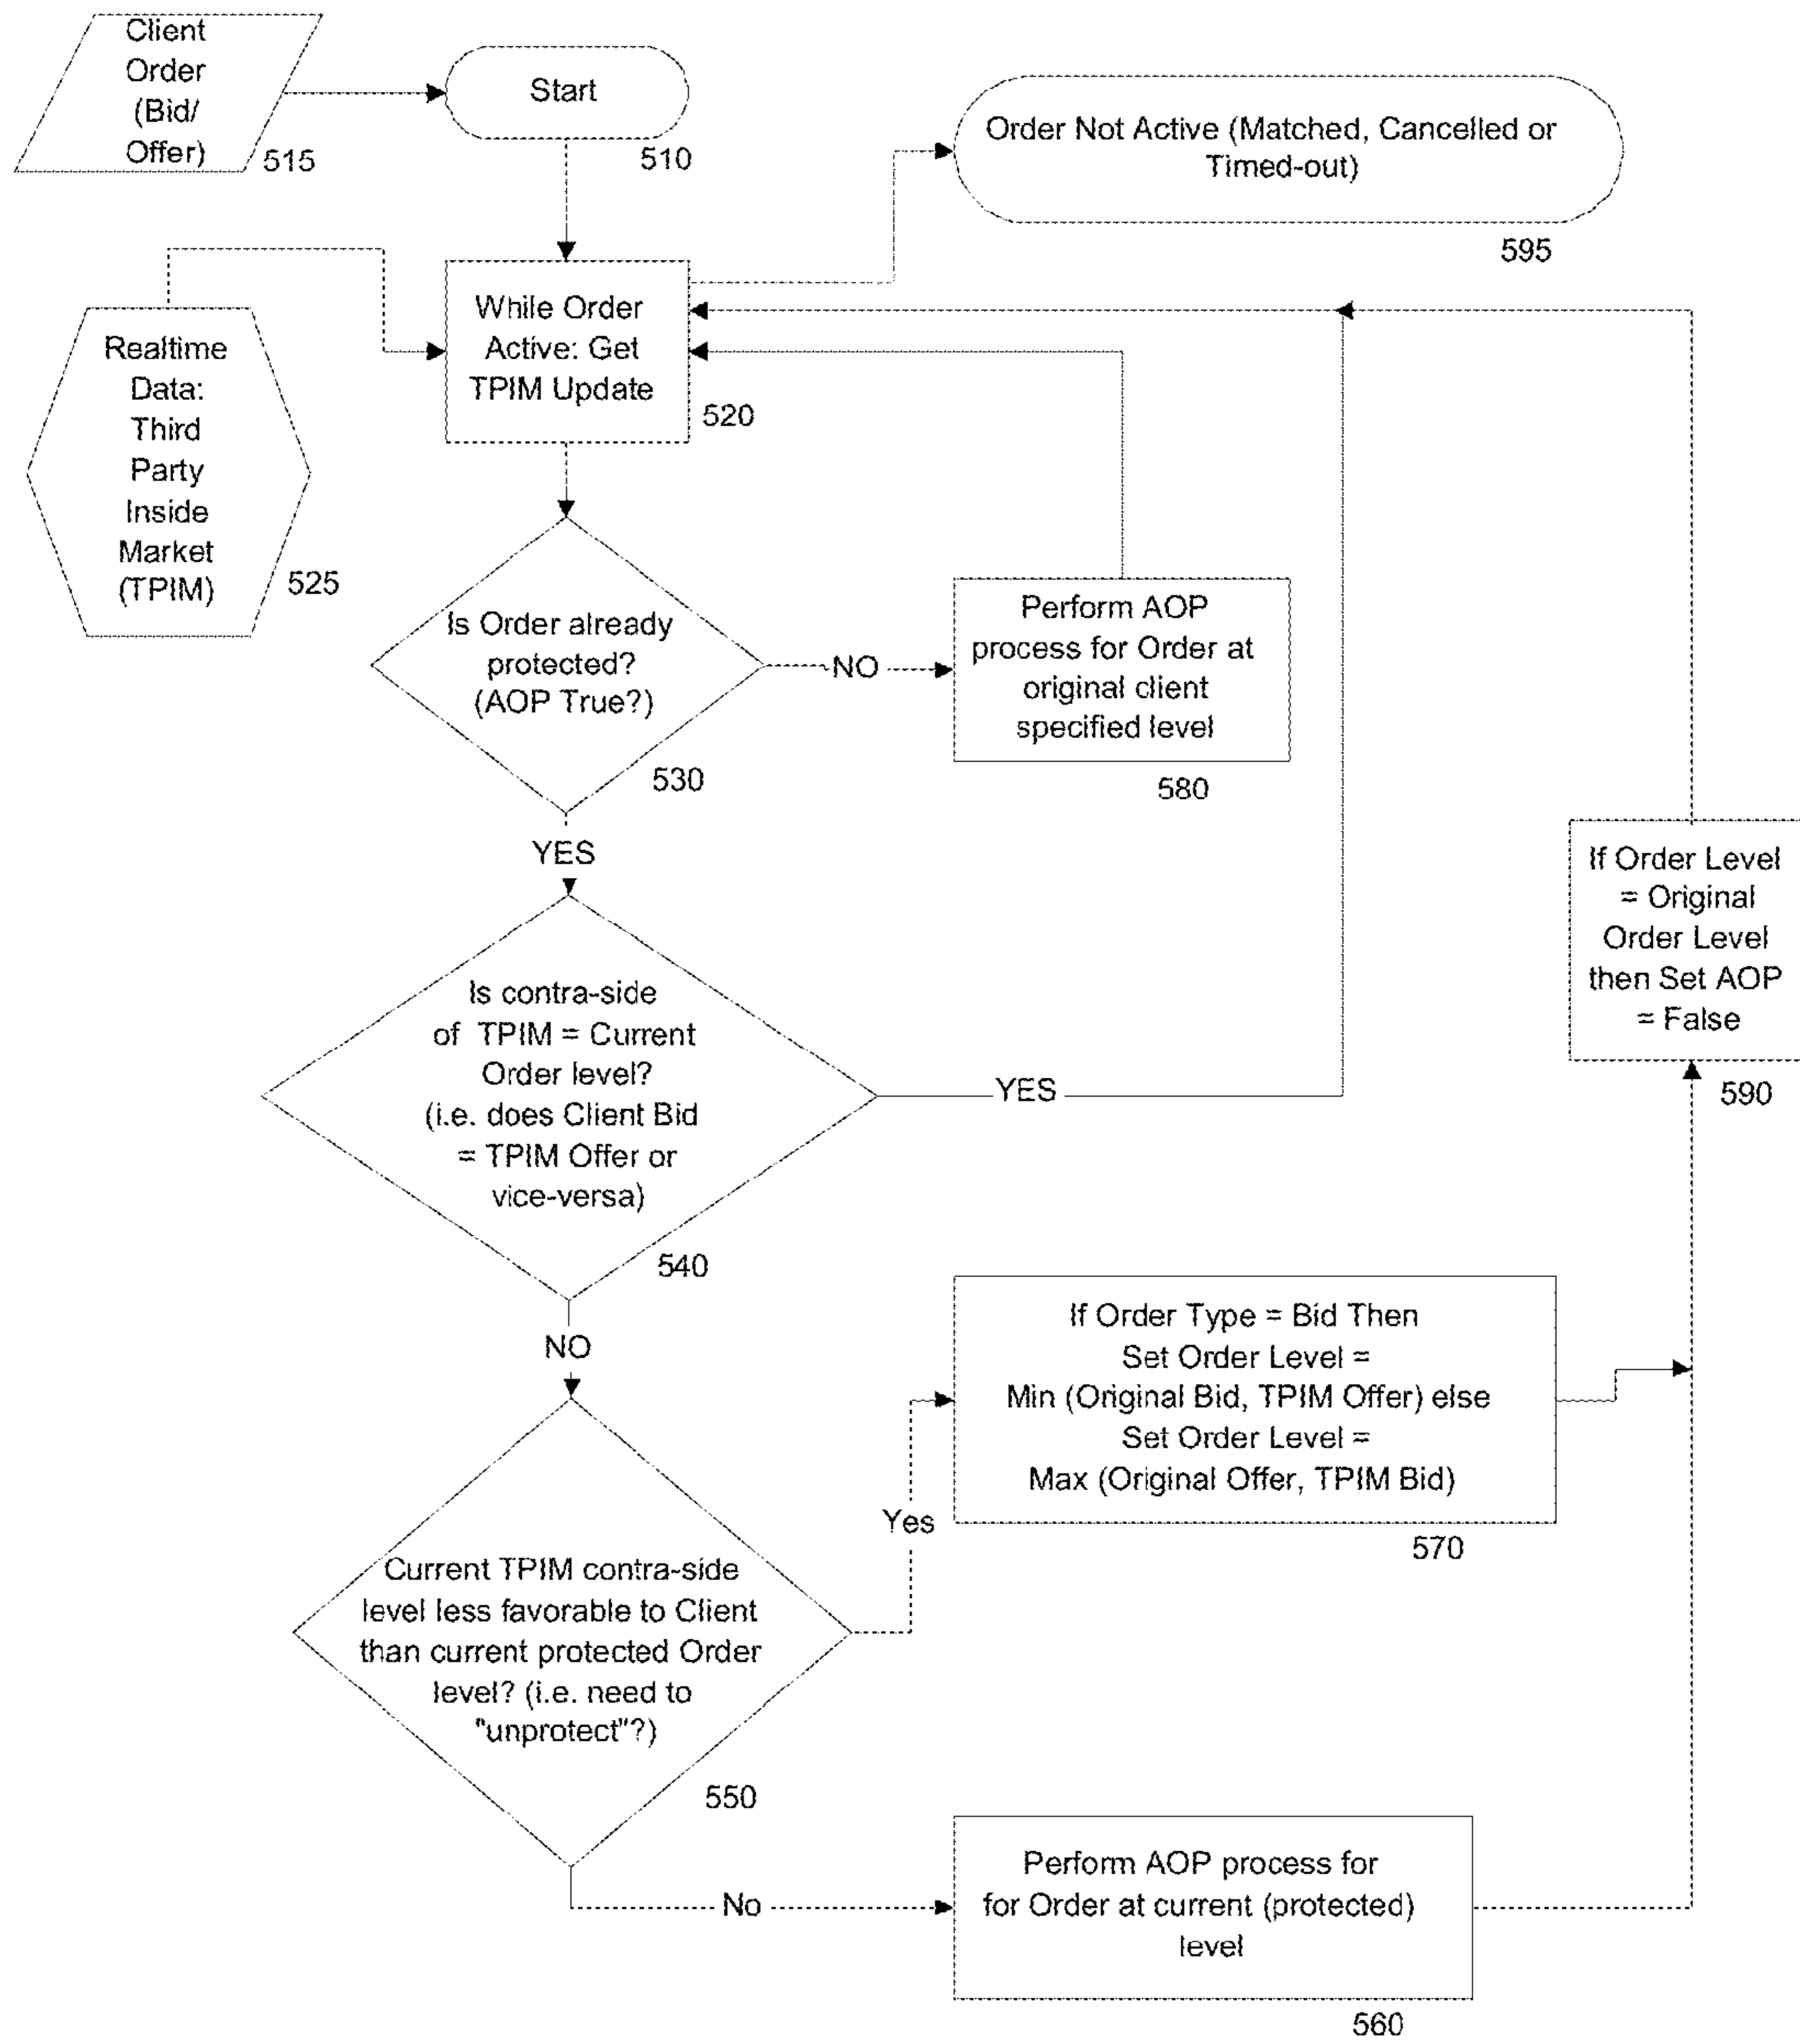 Client
Order
(Bid/
Offer)
515
Start
510
Order Not Active (Matched, Cancelled or
Timed-out)
595
While Order
Active: Get
TPIM Update
520
Realtime
Data:
Third
Party
Inside
Market
(TPIM)
525
Is Order already
protected?
(AOP True?)
530
NO
Perform AOP
process for Order at
original client
specified level
580
YES
If Order Level
= Original
Order Level
then Set AOP
= False
590
Is contra-side
of TPIM = Current
Order level?
(i.e. does Client Bid
= TPIM Offer or
vice-versa)
540
YES
NO
If Order Type = Bid Then
Set Order Level =
Min (Original Bid, TPIM Offer) else
Set Order Level =
Max (Original Offer, TPIM Bid)
570
Yes
Current TPIM contra-side
level less favorable to Client
than current protected Order
level? (i.e. need to
"unprotect"?)
550
No
Perform AOP process for
for Order at current (protected)
level
560